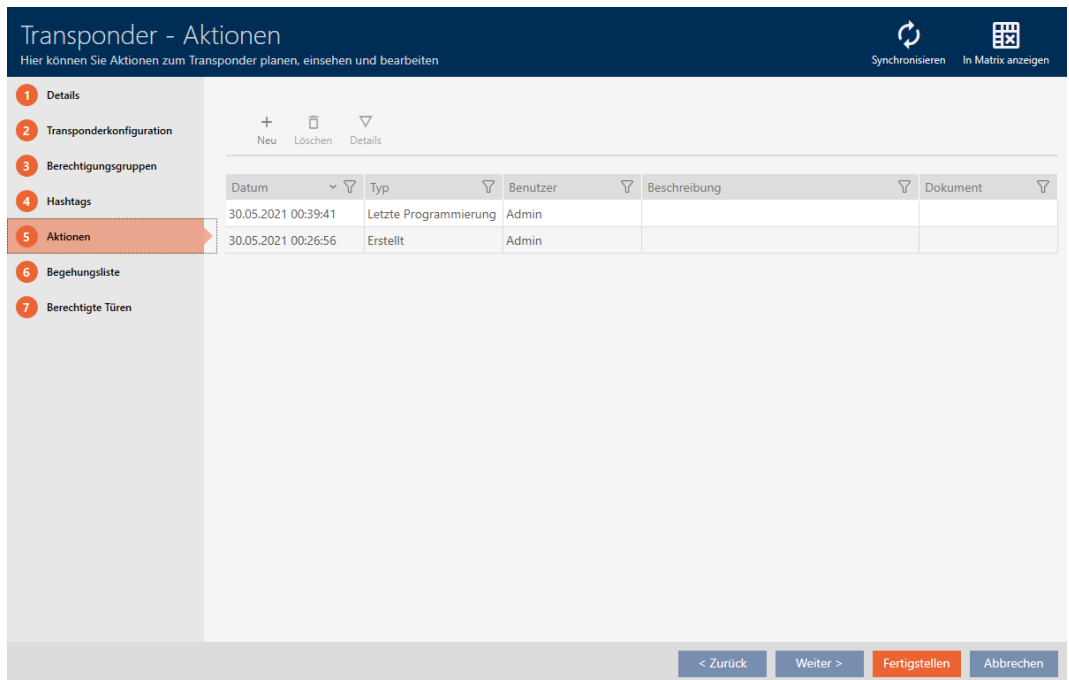 Transponder - Aktionen
Hier können Sie Aktionen zum Transponder planen, einsehen und bearbeiten
Synchronisieren
In Matrix anzeigen
1 Details
2 Transponderkonfiguration
3 Berechtigungsgruppen
4 Hashtags
5 Aktionen
6 Begehungsliste
7 Berechtigte Türen
Neu Löschen Details
Datum Typ Benutzer Beschreibung Dokument
30.05.2021 00:39:41 Letzte Programmierung Admin
30.05.2021 00:26:56 Erstellt Admin
< Zurück Weiter > Fertigstellen Abbrechen